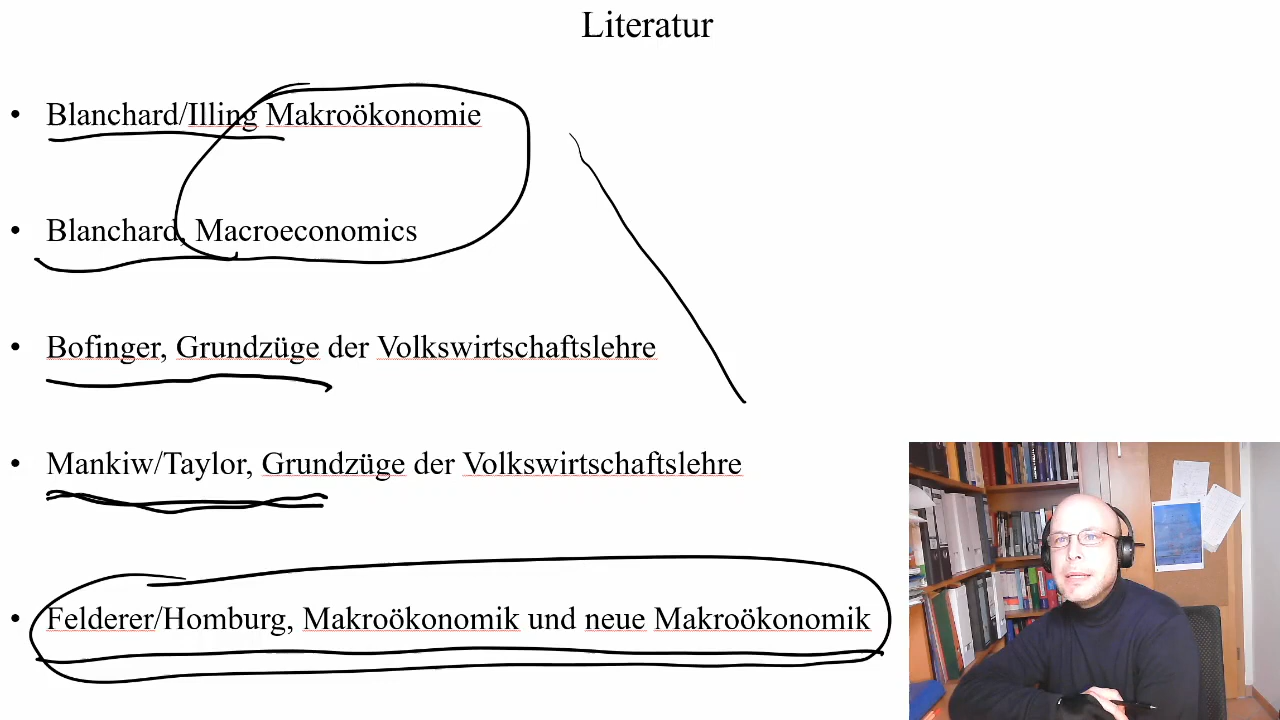 Literatur
• Blanchard/Illing Makroökonomie
• Blanchard, Macroeconomics
• Bofinger, Grundzüge der Volkswirtschaftslehre
• Mankiw/Taylor, Grundzüge der Volkswirtschaftslehre
• Felderer/Homburg, Makroökonomik und neue Makroökonomik